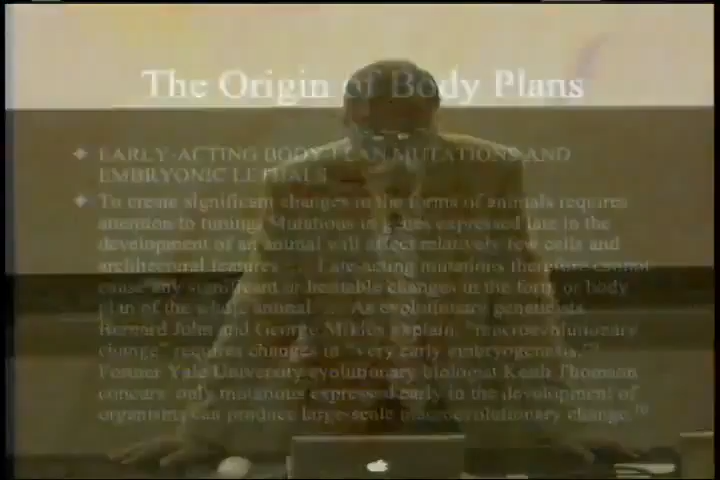 The Origin of Body Plans
EARLY-ACTING BODY PLAN MUTATIONS AND
EMBRYONIC LETHALS
To create significant changes in the forms of animals requires
attention to timing. Mutations in genes expressed late in the
development of an animal will affect relatively few cells and
architectural features. Late-acting mutations therefore cannot
cause any significant or heritable changes in the form or body
plan of the whole animal. As evolutionary geneticists
Bernard John and George Miklos explain, "macroevolutionary
change" requires changes in "very early embryogenesis."
Former Yale University evolutionary biologist Keith Thomson
concurs: only mutations expressed early in the development of
organisms can produce large-scale macroevolutionary change.